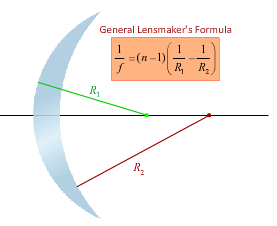 General Lensmaker's Formula
1/f = (n−1)(1/R₁ − 1/R₂)
R₁
R₂